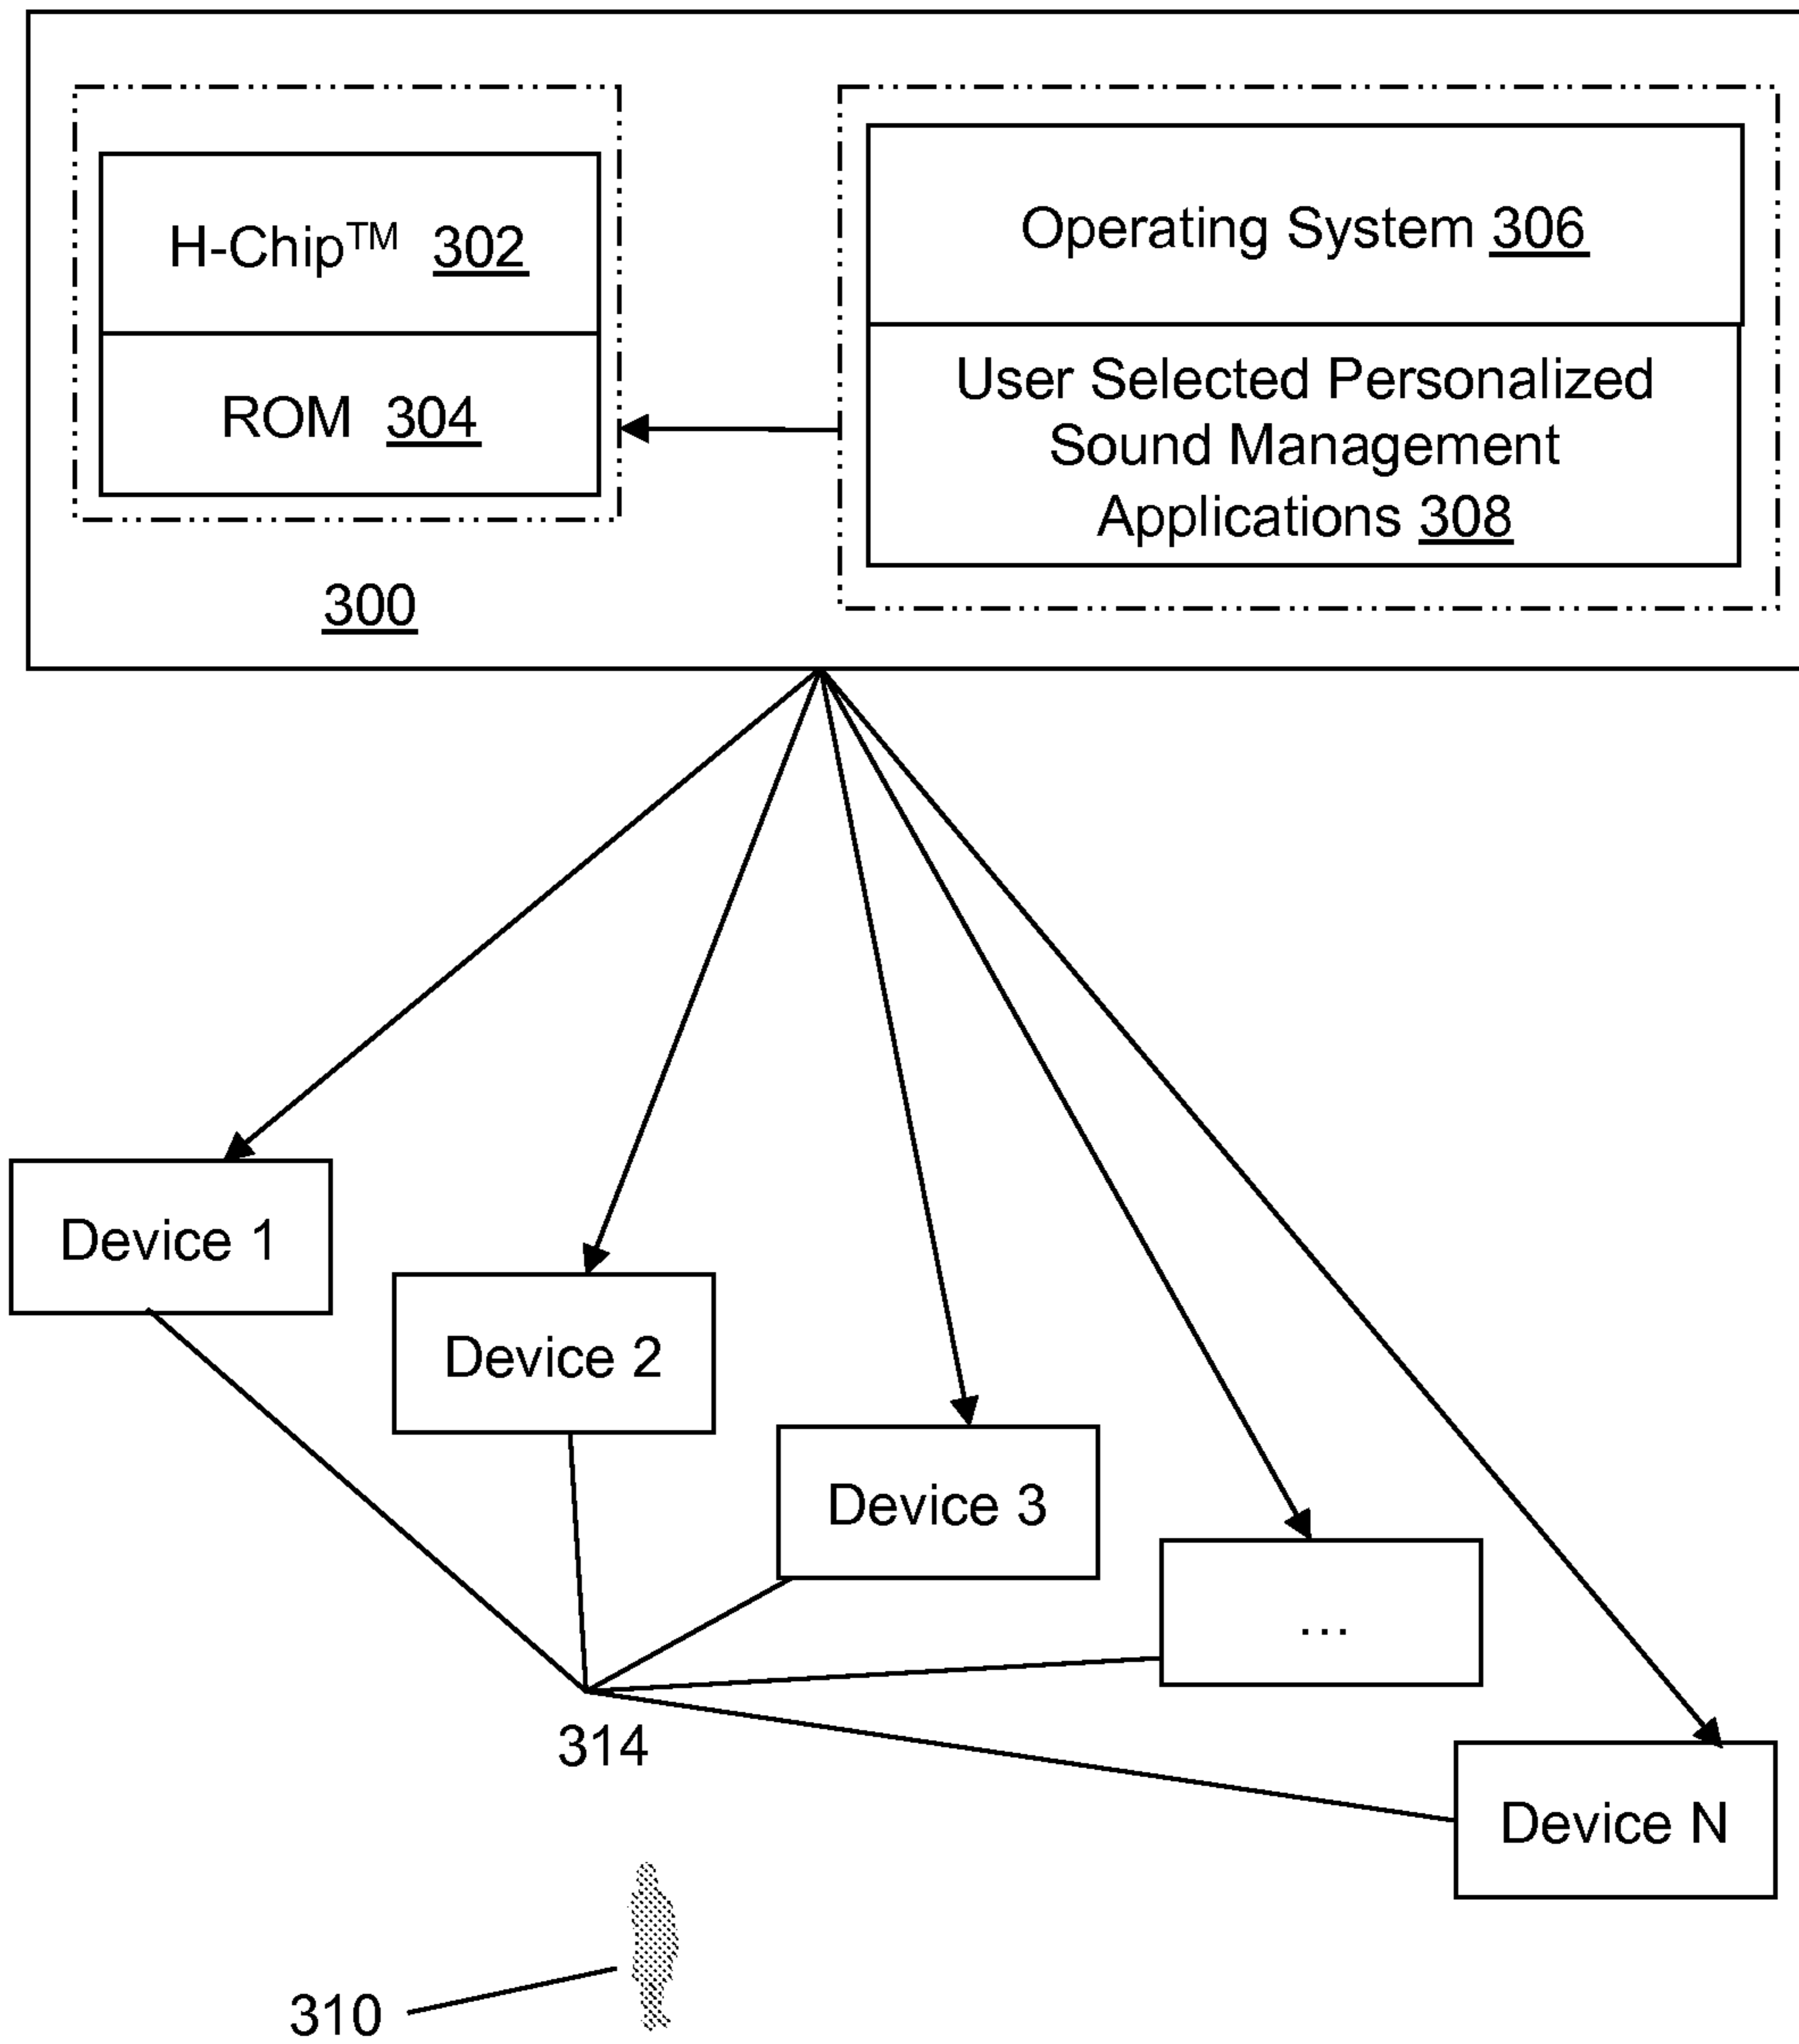 H-Chip™ 302
ROM 304
Operating System 306
User Selected Personalized
Sound Management
Applications 308
300
Device 1
Device 2
Device 3
...
314
Device N
310